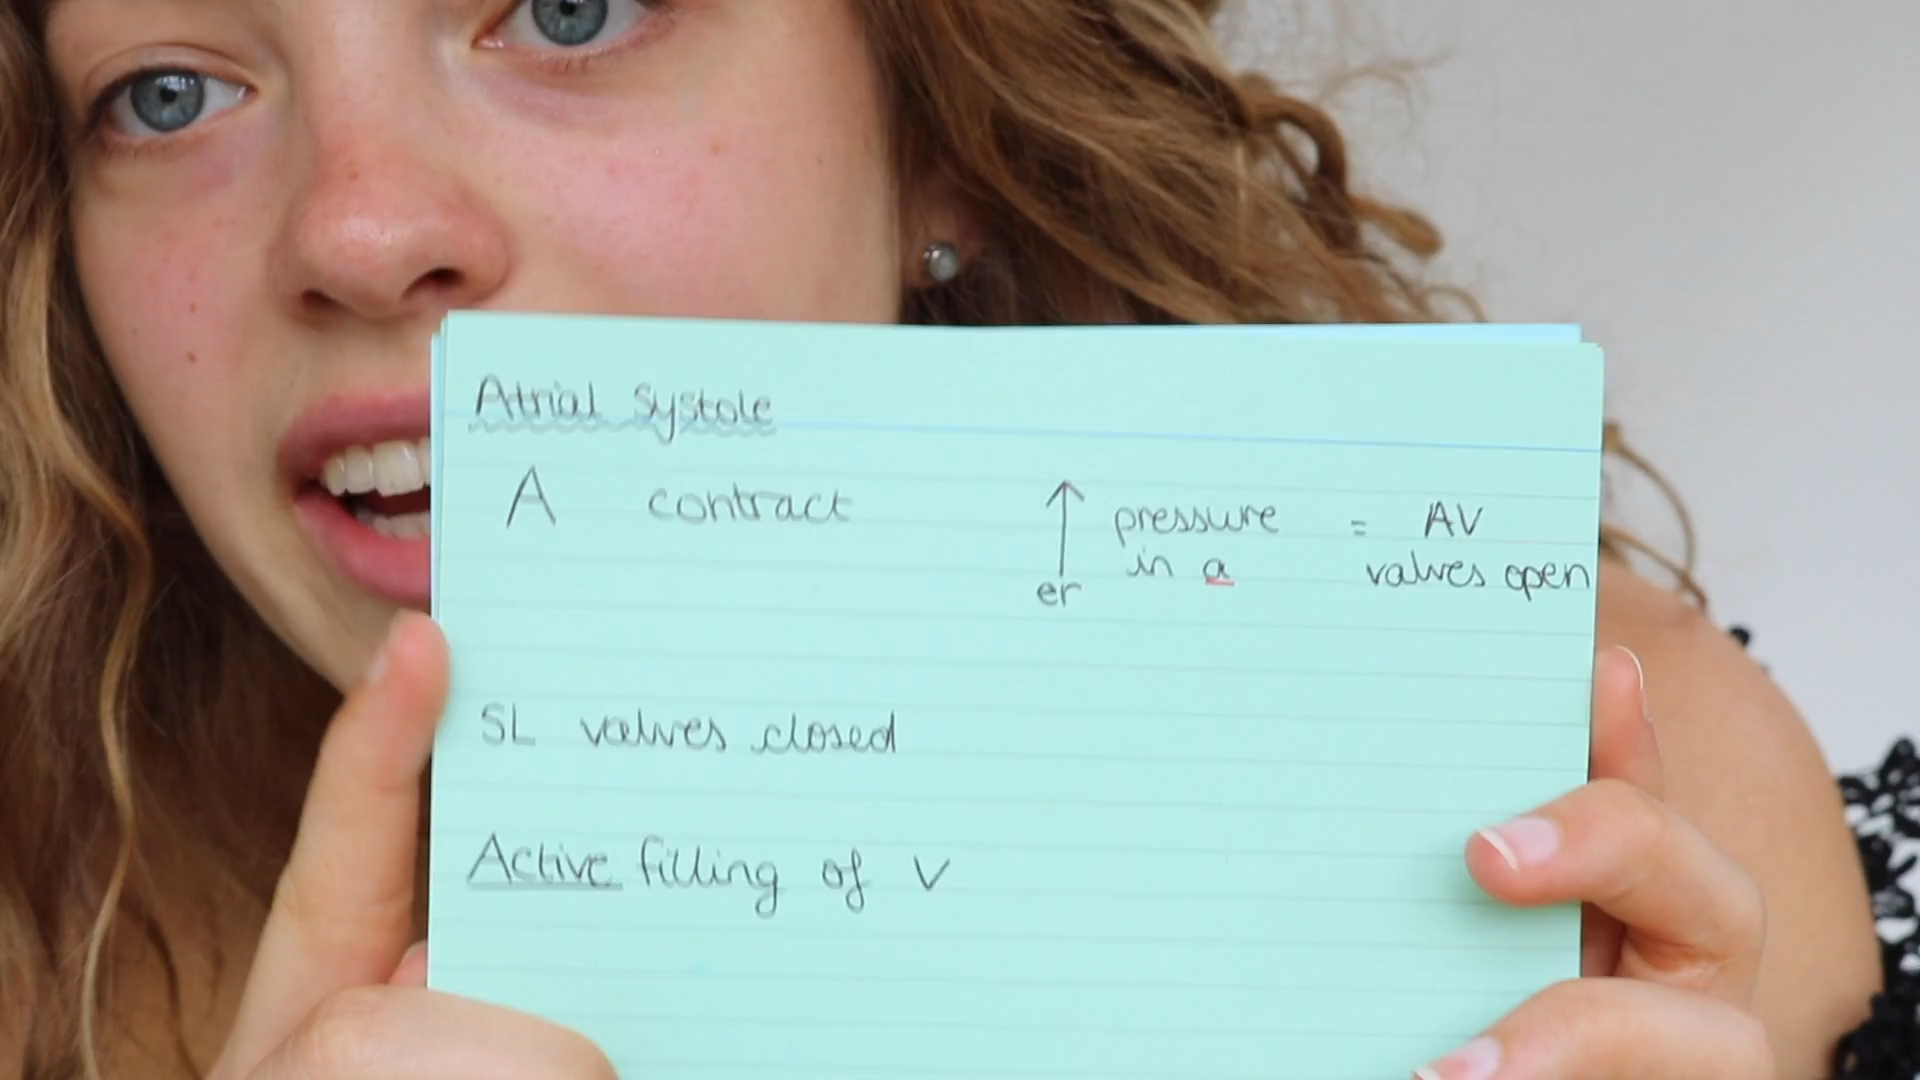 Atrial systole
A contract ↑er pressure in a = AV valves open
SL valves closed
Active filling of V